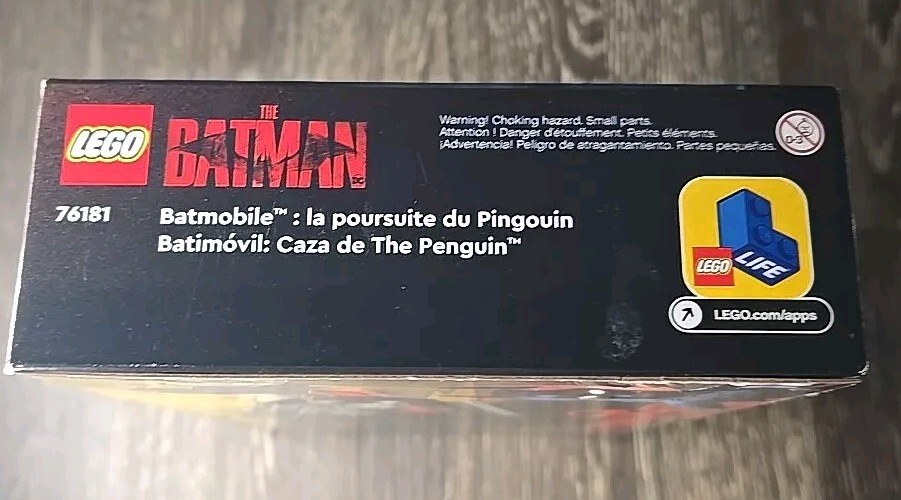 LEGO
THE
BATMAN
DC
Warning! Choking hazard. Small parts.
Attention ! Danger d'étouffement. Petits éléments.
¡Advertencia! Peligro de atragantamiento. Partes pequeñas.
0-3
76181
Batmobile™ : la poursuite du Pingouin
Batimóvil: Caza de The Penguin™
LEGO
LIFE
LEGO.com/apps